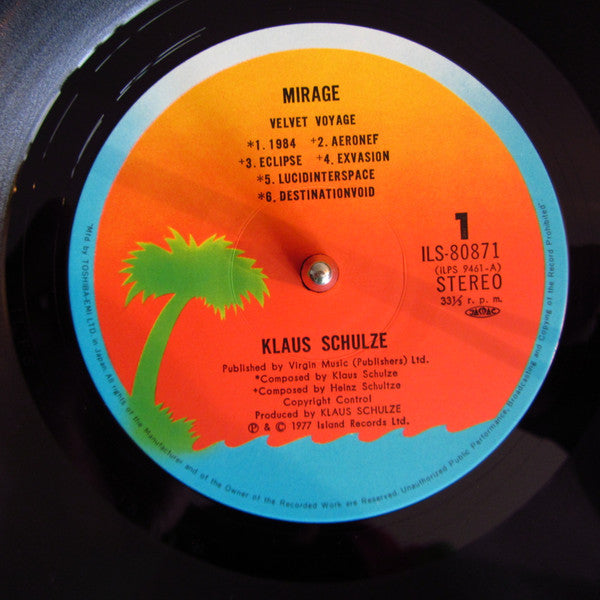 MIRAGE
VELVET VOYAGE
*1. 1984 +2. AERONEF
+3. ECLIPSE +4. EXVASION
*5. LUCIDINTERSPACE
*6. DESTINATIONVOID
1
ILS-80871
(ILPS 9461-A)
STEREO
33⅓ r. p. m.
KLAUS SCHULZE
Published by Virgin Music (Publishers) Ltd.
*Composed by Klaus Schulze
+Composed by Heinz Schultze
Copyright Control
Produced by KLAUS SCHULZE
Ⓟ & © 1977 Island Records Ltd.
Mf'd by TOSHIBA-EMI LTD. in Japan. All rights of the Manufacturer and of the Owner of the Recorded Work are Reserved. Unauthorized Public Performance, Broadcasting and Copying of the Record Prohibited